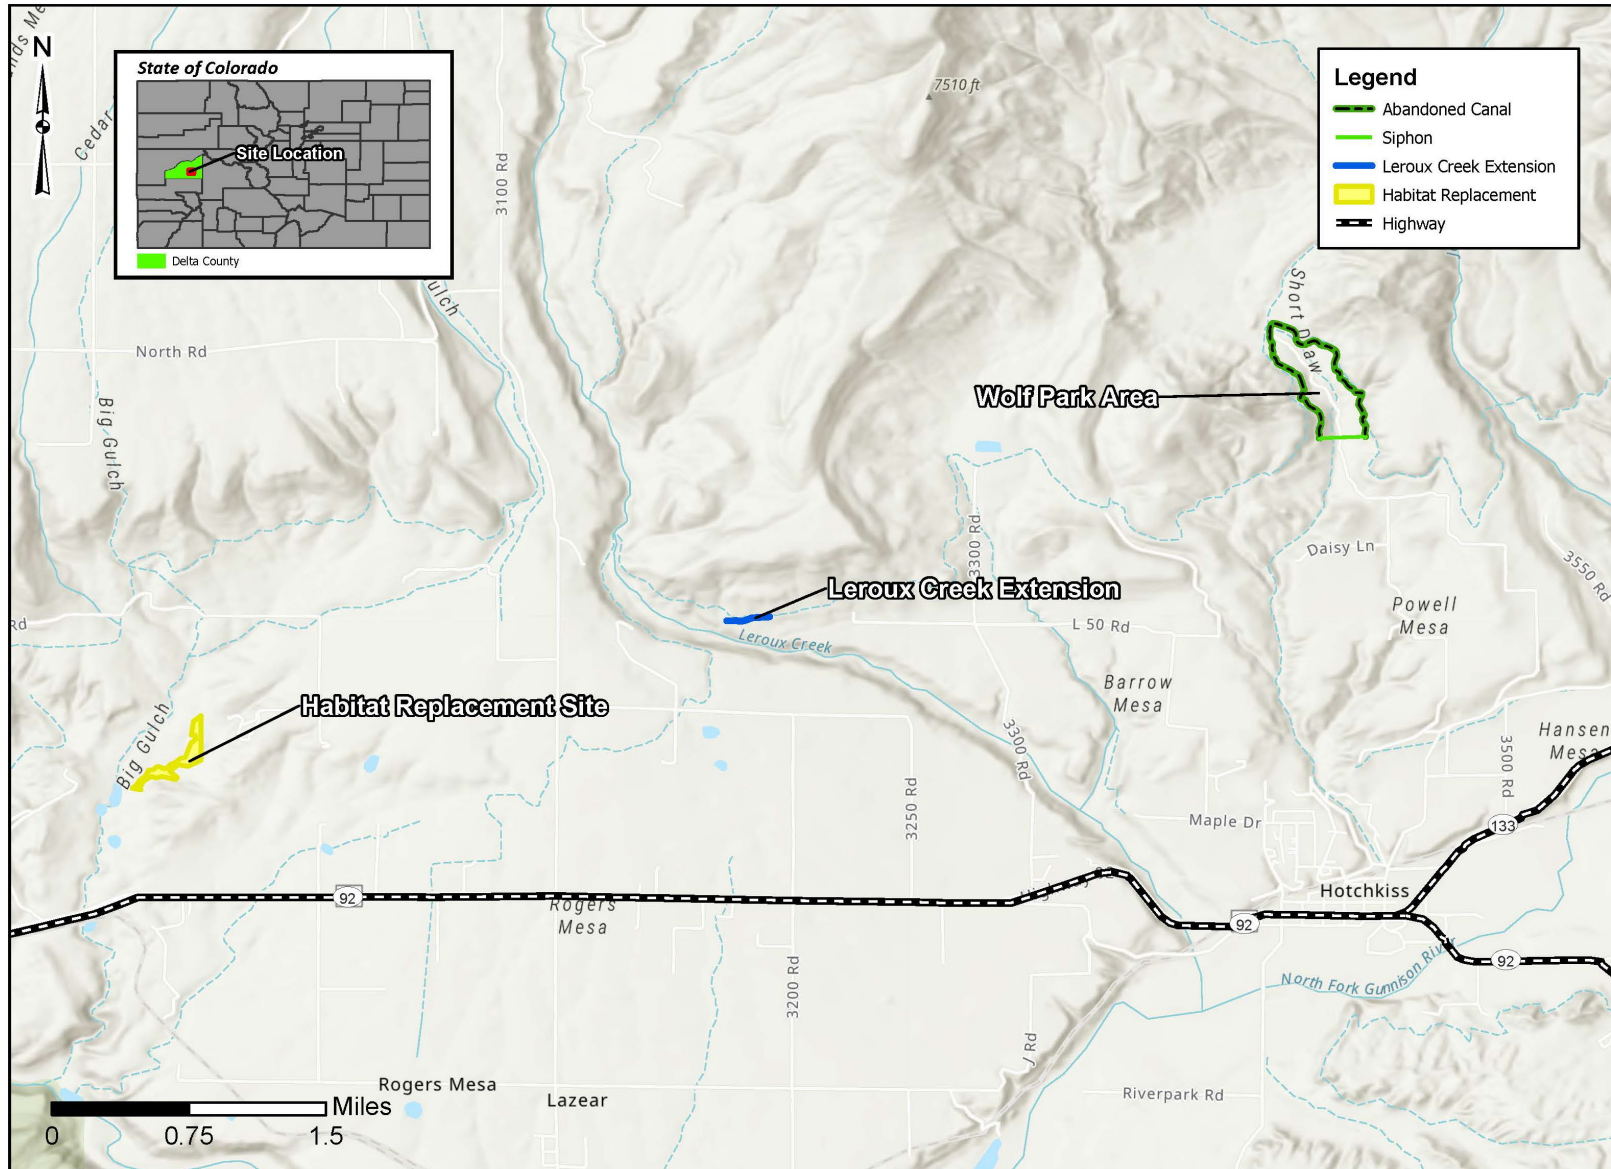 N
State of Colorado
Site Location
Delta County
Legend
Abandoned Canal
Siphon
Leroux Creek Extension
Habitat Replacement
Highway
7510 ft
Cedar
3100 Rd
ulch
North Rd
Big Gulch
Short Draw
Wolf Park Area
3300 Rd
Daisy Ln
3550 Rd
Powell
Mesa
Leroux Creek Extension
L 50 Rd
Leroux Creek
Rd
Barrow
Mesa
Habitat Replacement Site
Big Gulch
3300 Rd
3500 Rd
Hansen
Mesa
3250 Rd
Maple Dr
133
Hotchkiss
92
Rogers
Mesa
92
92
North Fork Gunnison River
3200 Rd
J Rd
Rogers Mesa
Lazear
Riverpark Rd
Miles
0 0.75 1.5